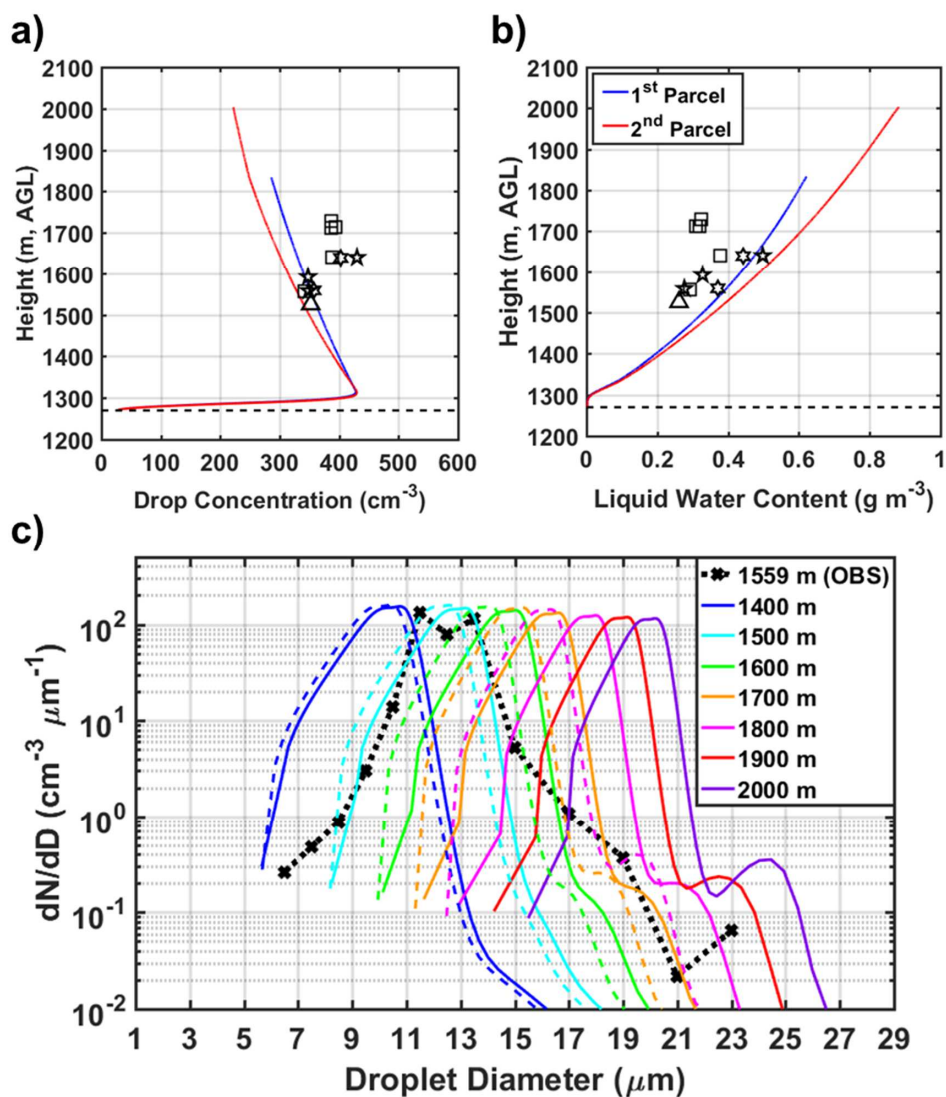 a)
2100
2000
1900
1800
1700
1600
1500
1400
1300
1200
Height (m, AGL)
0 100 200 300 400 500 600
Drop Concentration (cm⁻³)
b)
2100
2000
1900
1800
1700
1600
1500
1400
1300
1200
Height (m, AGL)
1ˢᵗ Parcel
2ⁿᵈ Parcel
0 0.2 0.4 0.6 0.8 1
Liquid Water Content (g m⁻³)
c)
10²
10¹
10⁰
10⁻¹
10⁻²
dN/dD (cm⁻³ μm⁻¹)
1559 m (OBS)
1400 m
1500 m
1600 m
1700 m
1800 m
1900 m
2000 m
1 3 5 7 9 11 13 15 17 19 21 23 25 27 29
Droplet Diameter (μm)